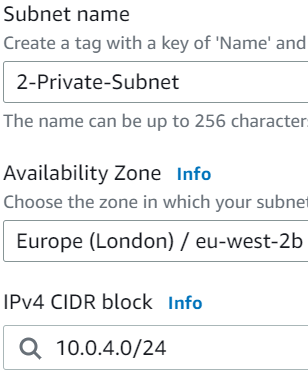 Subnet name
Create a tag with a key of 'Name' and
2-Private-Subnet
The name can be up to 256 character
Availability Zone Info
Choose the zone in which your subne
Europe (London) / eu-west-2b
IPv4 CIDR block Info
10.0.4.0/24